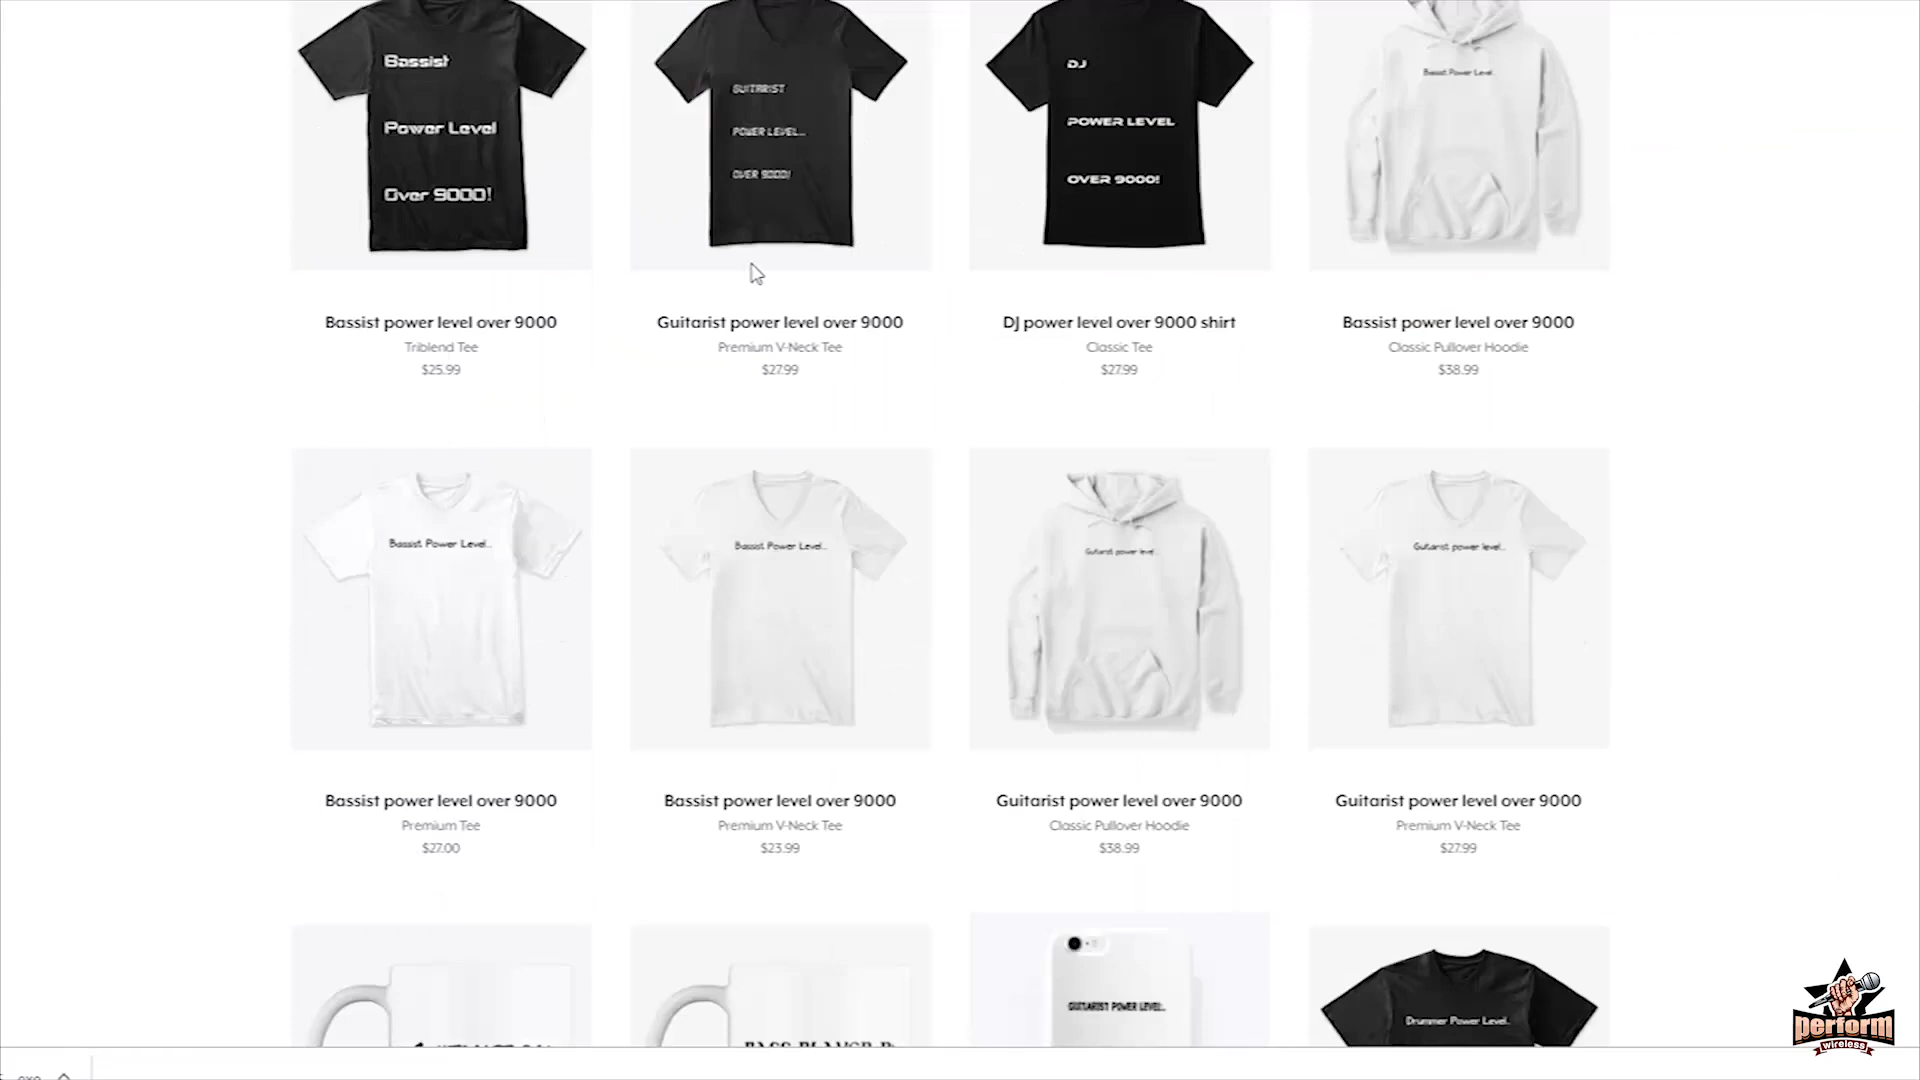 Bassist
Power Level
Over 9000!
GUITARIST
POWER LEVEL...
OVER 9000!
DJ
POWER LEVEL
OVER 9000!
Bassist Power Level..
Bassist power level over 9000
Triblend Tee
$25.99
Guitarist power level over 9000
Premium V-Neck Tee
$27.99
DJ power level over 9000 shirt
Classic Tee
$27.99
Bassist power level over 9000
Classic Pullover Hoodie
$38.99
Bassist Power Level...
Bassist Power Level...
Guitarist power level...
Guitarist power level...
Bassist power level over 9000
Premium Tee
$27.00
Bassist power level over 9000
Premium V-Neck Tee
$23.99
Guitarist power level over 9000
Classic Pullover Hoodie
$38.99
Guitarist power level over 9000
Premium V-Neck Tee
$27.99
GUITARIST POWER LEVEL...
Drummer Power Level..
perform
wireless